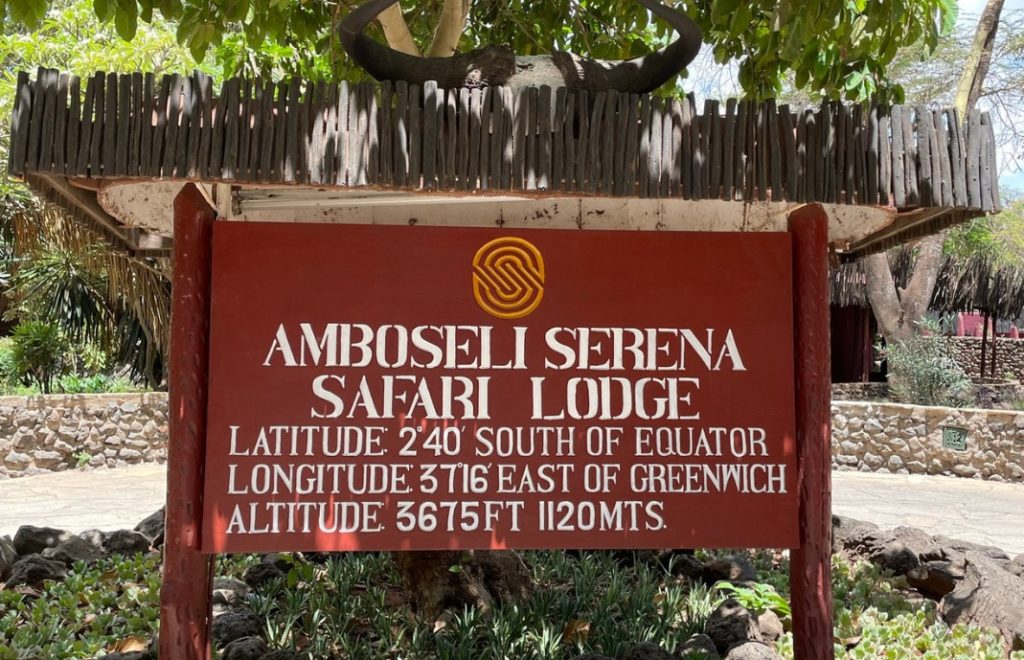 AMBOSELI SERENA
SAFARI LODGE
LATITUDE: 2°40' SOUTH OF EQUATOR
LONGITUDE: 37°16' EAST OF GREENWICH
ALTITUDE: 3675FT 1120MTS.